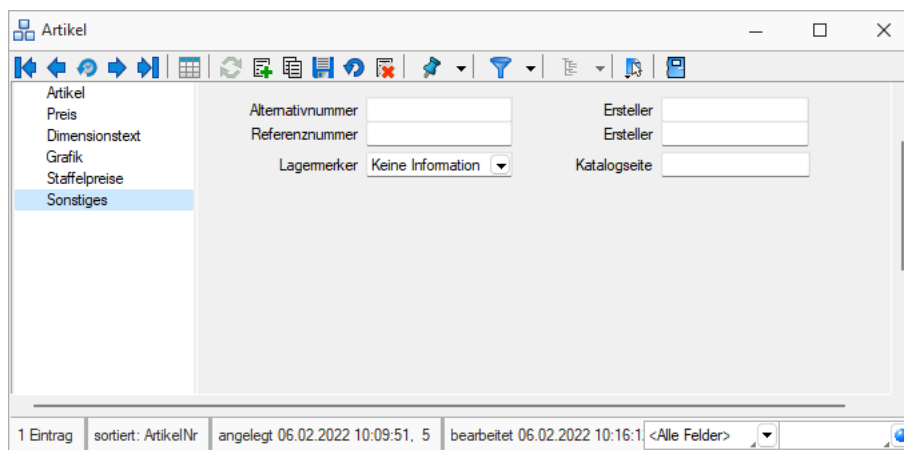 Artikel
Artikel
Preis
Dimensionstext
Grafik
Staffelpreise
Sonstiges
Alternativnummer
Ersteller
Referenznummer
Ersteller
Lagermerker Keine Information
Katalogseite
1 Eintrag sortiert: ArtikelNr angelegt 06.02.2022 10:09:51, 5 bearbeitet 06.02.2022 10:16:1 <Alle Felder>